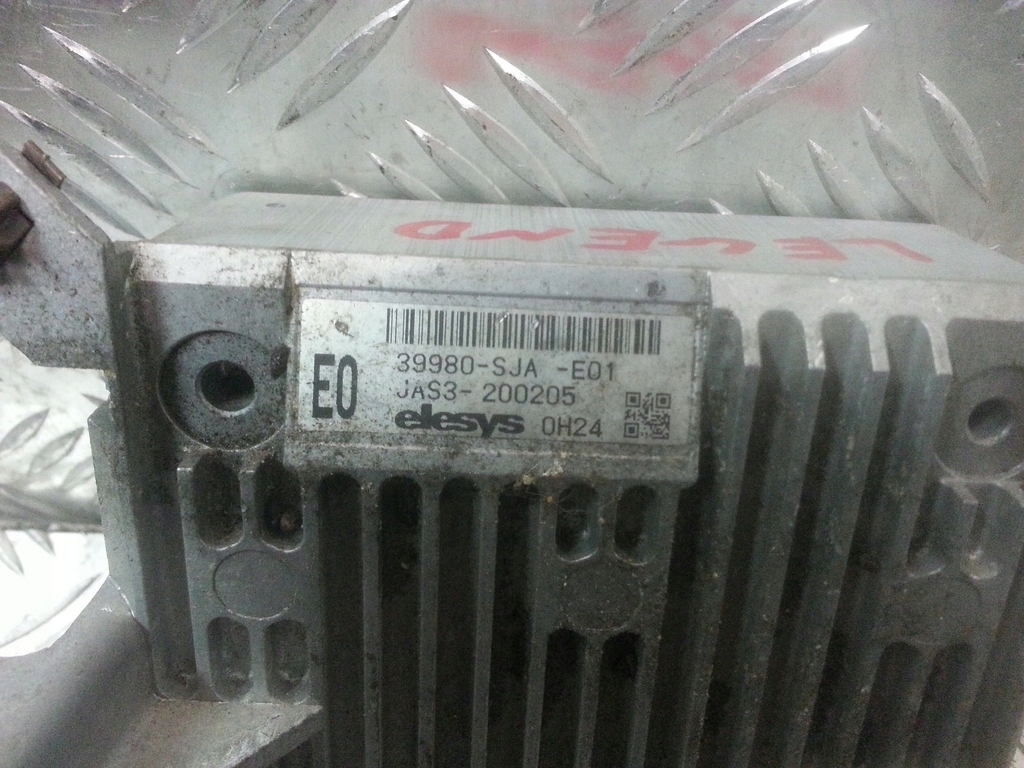 LEGEND
E0
39980-SJA -E01
JAS3- 200205
elesys 0H24